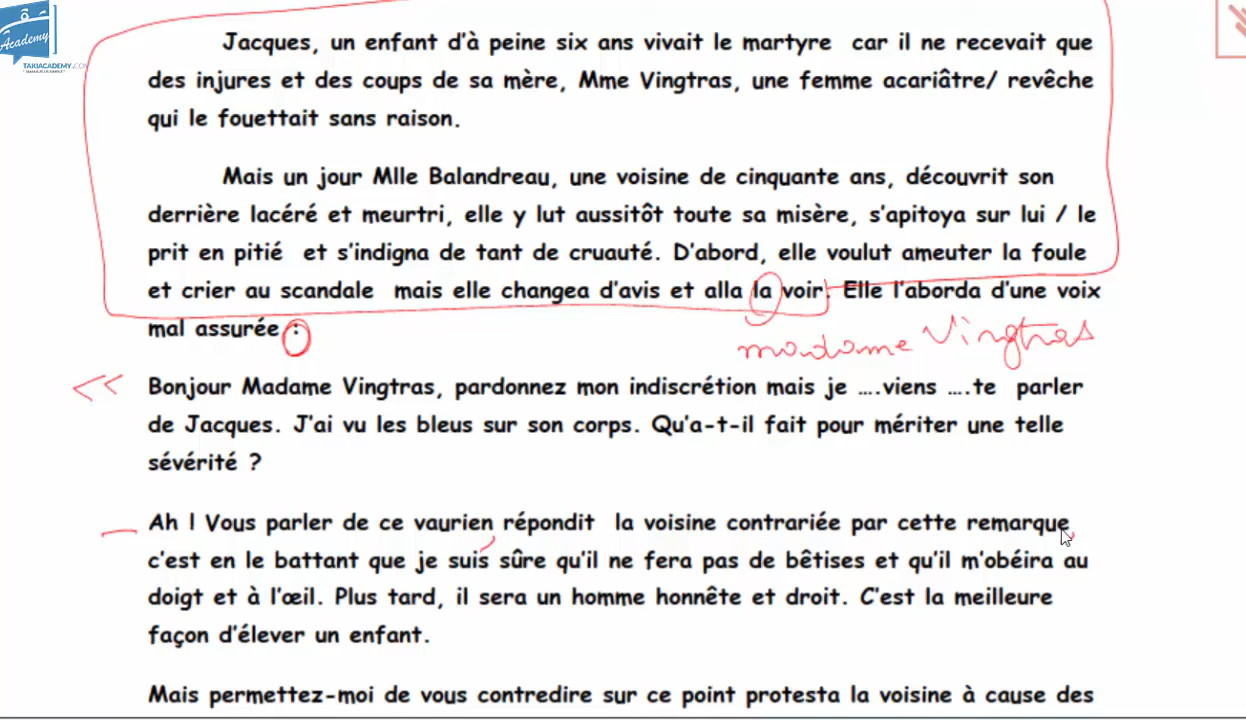 Academy
TAKIACADEMY.COM
Jacques, un enfant d'à peine six ans vivait le martyre car il ne recevait que
des injures et des coups de sa mère, Mme Vingtras, une femme acariâtre/ revêche
qui le fouettait sans raison.
Mais un jour Mlle Balandreau, une voisine de cinquante ans, découvrit son
derrière lacéré et meurtri, elle y lut aussitôt toute sa misère, s'apitoya sur lui / le
prit en pitié et s'indigna de tant de cruauté. D'abord, elle voulut ameuter la foule
et crier au scandale mais elle changea d'avis et alla la voir. Elle l'aborda d'une voix
mal assurée :
madame Vingtras
<< Bonjour Madame Vingtras, pardonnez mon indiscrétion mais je ….viens ….te parler
de Jacques. J'ai vu les bleus sur son corps. Qu'a-t-il fait pour mériter une telle
sévérité ?
— Ah ! Vous parler de ce vaurien répondit la voisine contrariée par cette remarque,
c'est en le battant que je suis sûre qu'il ne fera pas de bêtises et qu'il m'obéira au
doigt et à l'œil. Plus tard, il sera un homme honnête et droit. C'est la meilleure
façon d'élever un enfant.
Mais permettez-moi de vous contredire sur ce point protesta la voisine à cause des